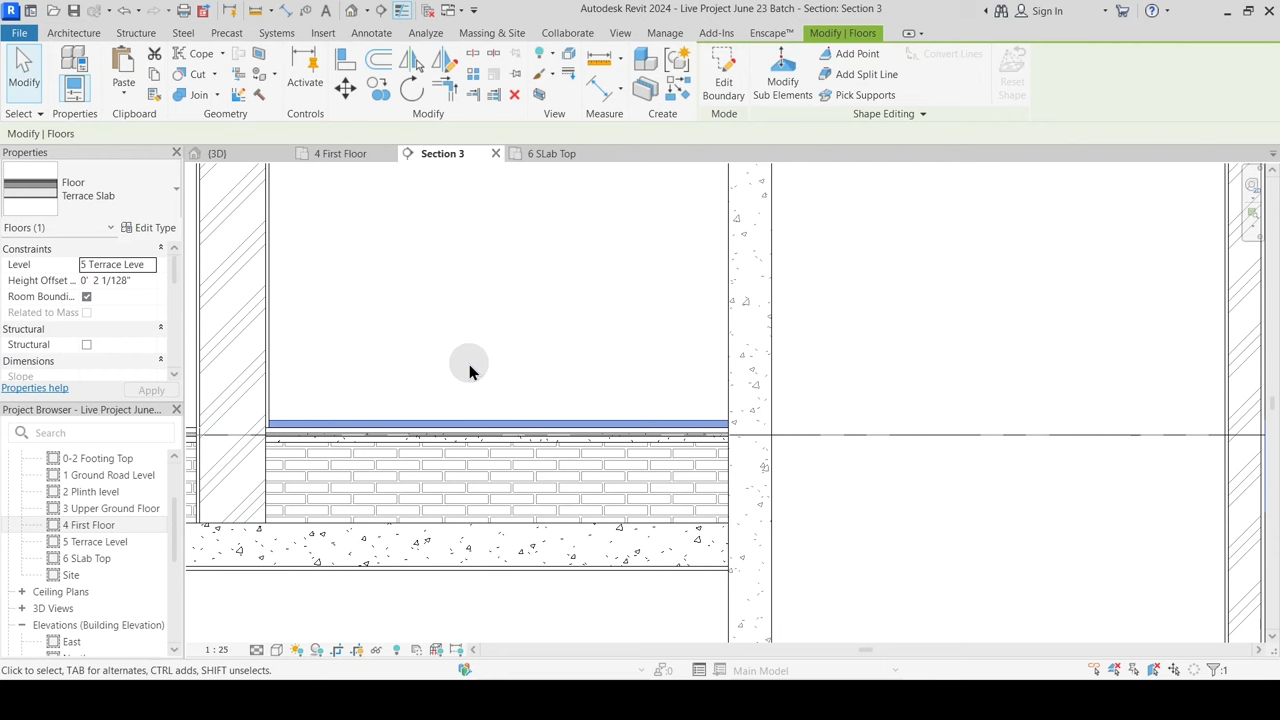 Autodesk Revit 2024 - Live Project June 23 Batch - Section: Section 3
Sign In
File Architecture Structure Steel Precast Systems Insert Annotate Analyze Massing & Site Collaborate View Manage Add-Ins Enscape™ Modify | Floors
Modify
Paste
Cope
Cut
Join
Activate
Edit
Boundary
Modify
Sub Elements
Add Point
Add Split Line
Pick Supports
Convert Lines
Reset
Shape
Select Properties Clipboard Geometry Controls Modify View Measure Create Mode Shape Editing
Modify | Floors
Properties
{3D} 4 First Floor Section 3 6 SLab Top
Floor
Terrace Slab
Floors (1) Edit Type
Constraints
Level 5 Terrace Leve
Height Offset ... 0' 2 1/128"
Room Boundi...
Related to Mass
Structural
Structural
Dimensions
Slope
Properties help Apply
Project Browser - Live Project June...
Search
0-2 Footing Top
1 Ground Road Level
2 Plinth level
3 Upper Ground Floor
4 First Floor
5 Terrace Level
6 SLab Top
Site
Ceiling Plans
3D Views
Elevations (Building Elevation)
East
1 : 25
Click to select, TAB for alternates, CTRL adds, SHIFT unselects.
:0
Main Model
:1